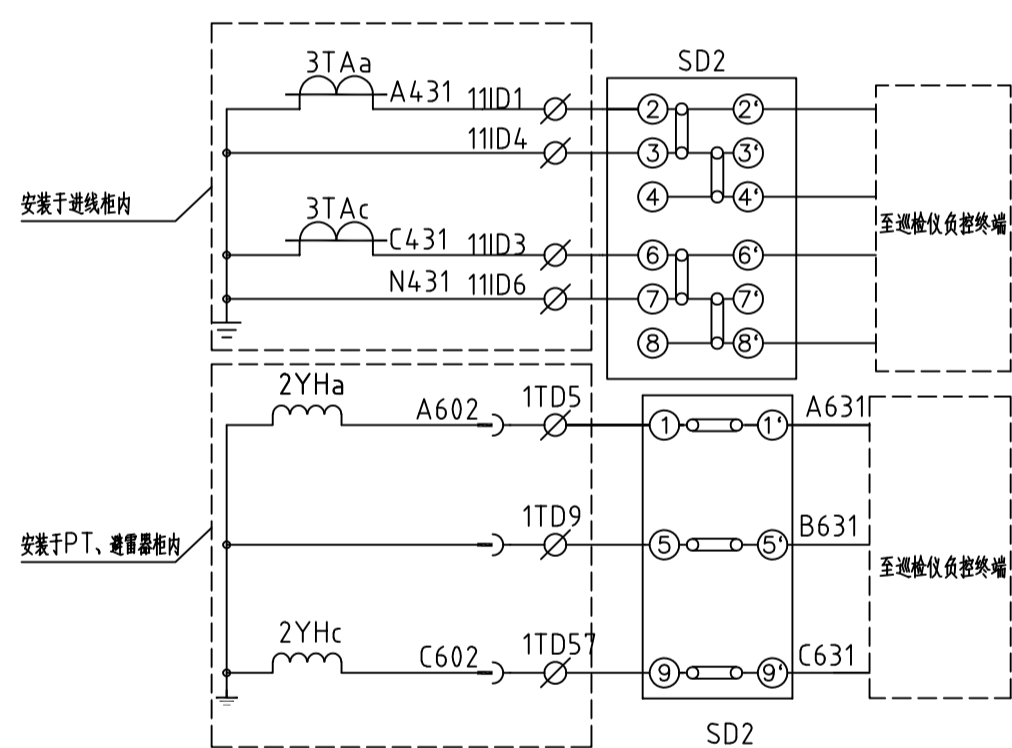 SD2
3TAa
A431 11ID1 2 2'
11ID4 3 3'
安装于进线柜内
4 4'
3TAc
至巡检仪负控终端
C431 11ID3 6 6'
N431 11ID6 7 7'
8 8'
2YHa
A602 1TD5 1 1' A631
1TD9 5 5' B631
安装于PT、避雷器柜内
至巡检仪负控终端
2YHc
C602 1TD57 9 9' C631
SD2